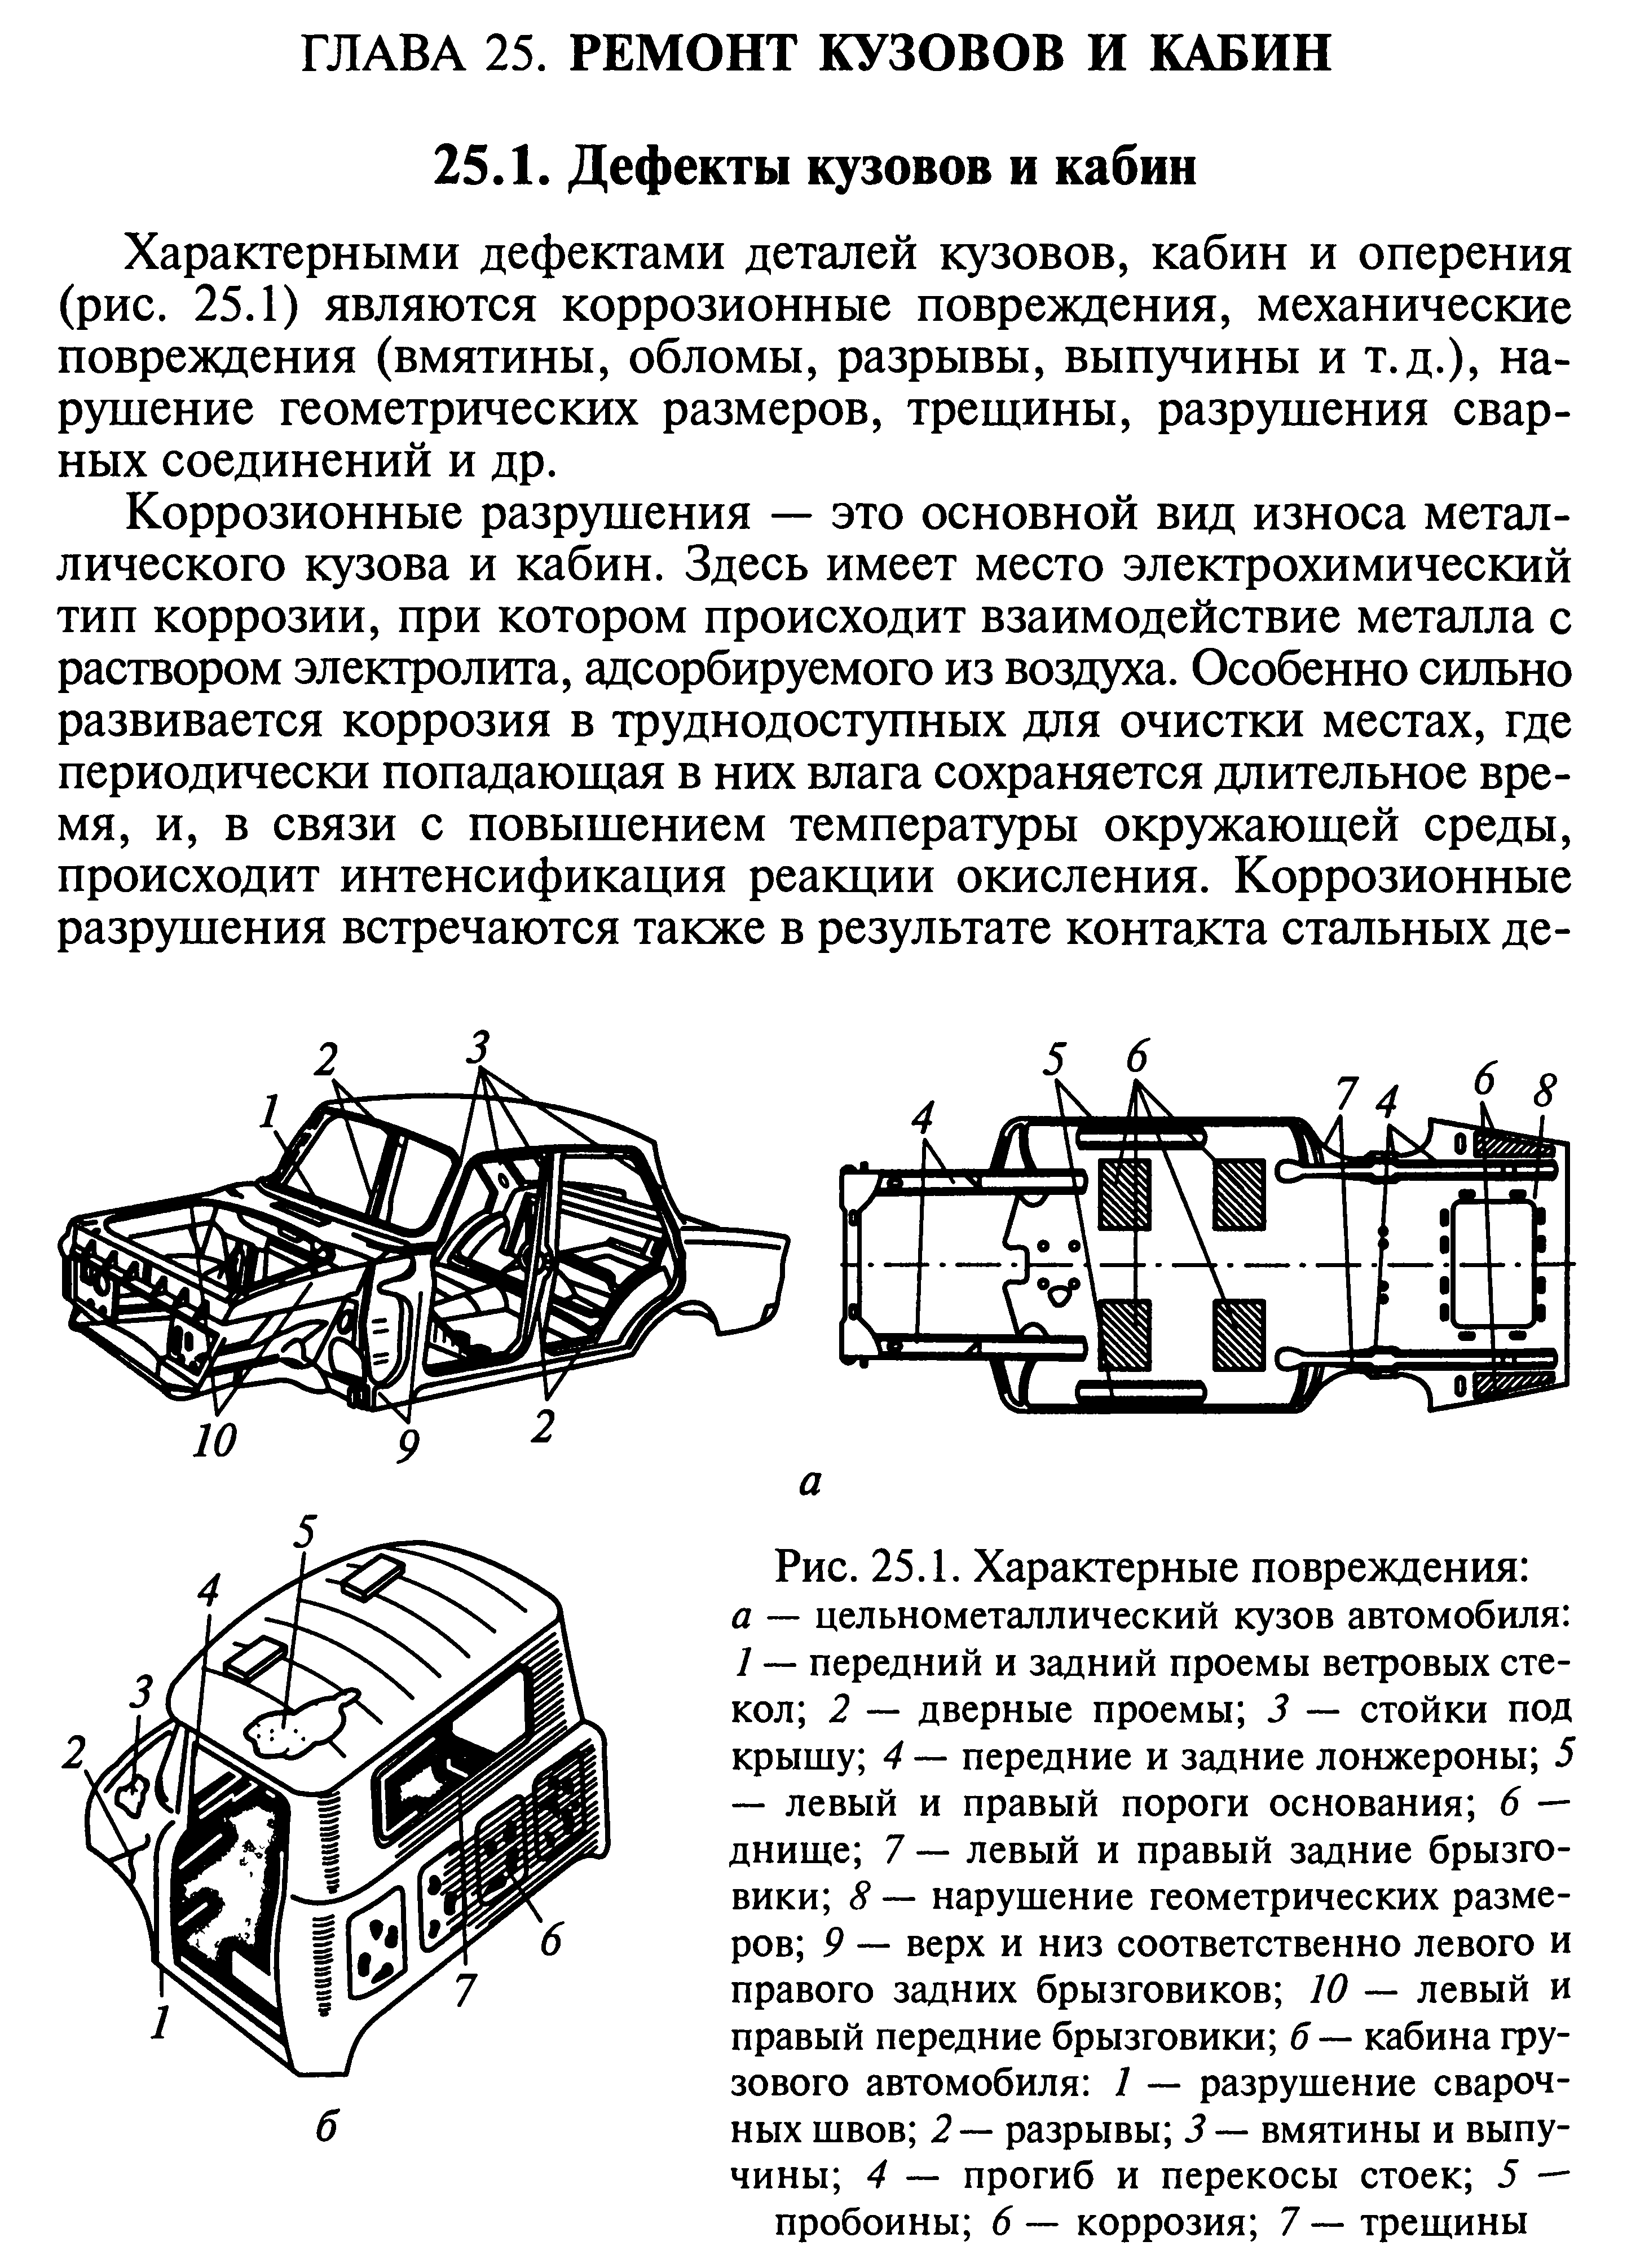 ГЛАВА 25. РЕМОНТ КУЗОВОВ И КАБИН
25.1. Дефекты кузовов и кабин
Характерными дефектами деталей кузовов, кабин и оперения
(рис. 25.1) являются коррозионные повреждения, механические
повреждения (вмятины, обломы, разрывы, выпучины и т.д.), на-
рушение геометрических размеров, трещины, разрушения свар-
ных соединений и др.
Коррозионные разрушения — это основной вид износа метал-
лического кузова и кабин. Здесь имеет место электрохимический
тип коррозии, при котором происходит взаимодействие металла с
раствором электролита, адсорбируемого из воздуха. Особенно сильно
развивается коррозия в труднодоступных для очистки местах, где
периодически попадающая в них влага сохраняется длительное вре-
мя, и, в связи с повышением температуры окружающей среды,
происходит интенсификация реакции окисления. Коррозионные
разрушения встречаются также в результате контакта стальных де-
2 3
1
10 9 2
5 6
4
7 4 6 8
а
5
4
3
2
6
7
1
б
Рис. 25.1. Характерные повреждения:
а — цельнометаллический кузов автомобиля:
1 — передний и задний проемы ветровых сте-
кол; 2 — дверные проемы; 3 — стойки под
крышу; 4 — передние и задние лонжероны; 5
— левый и правый пороги основания; 6 —
днище; 7 — левый и правый задние брызго-
вики; 8 — нарушение геометрических разме-
ров; 9 — верх и низ соответственно левого и
правого задних брызговиков; 10 — левый и
правый передние брызговики; б — кабина гру-
зового автомобиля: 1 — разрушение свароч-
ных швов; 2 — разрывы; 3 — вмятины и выпу-
чины; 4 — прогиб и перекосы стоек; 5 —
пробоины; 6 — коррозия; 7 — трещины